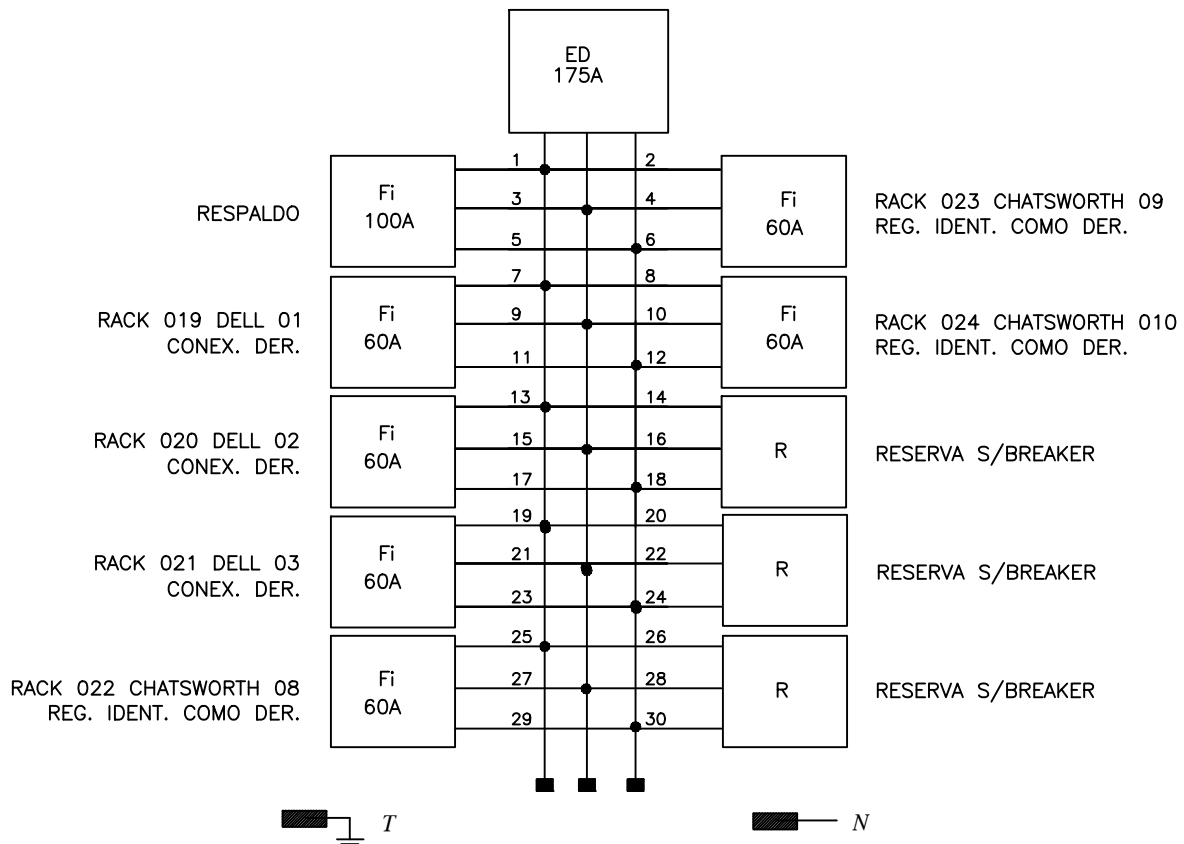 ED
175A
RESPALDO
Fi
100A
1
2
3
4
5
6
Fi
60A
RACK 023 CHATSWORTH 09
REG. IDENT. COMO DER.
RACK 019 DELL 01
CONEX. DER.
Fi
60A
7
8
9
10
11
12
Fi
60A
RACK 024 CHATSWORTH 010
REG. IDENT. COMO DER.
RACK 020 DELL 02
CONEX. DER.
Fi
60A
13
14
15
16
17
18
R
RESERVA S/BREAKER
RACK 021 DELL 03
CONEX. DER.
Fi
60A
19
20
21
22
23
24
R
RESERVA S/BREAKER
RACK 022 CHATSWORTH 08
REG. IDENT. COMO DER.
Fi
60A
25
26
27
28
29
30
R
RESERVA S/BREAKER
T
N